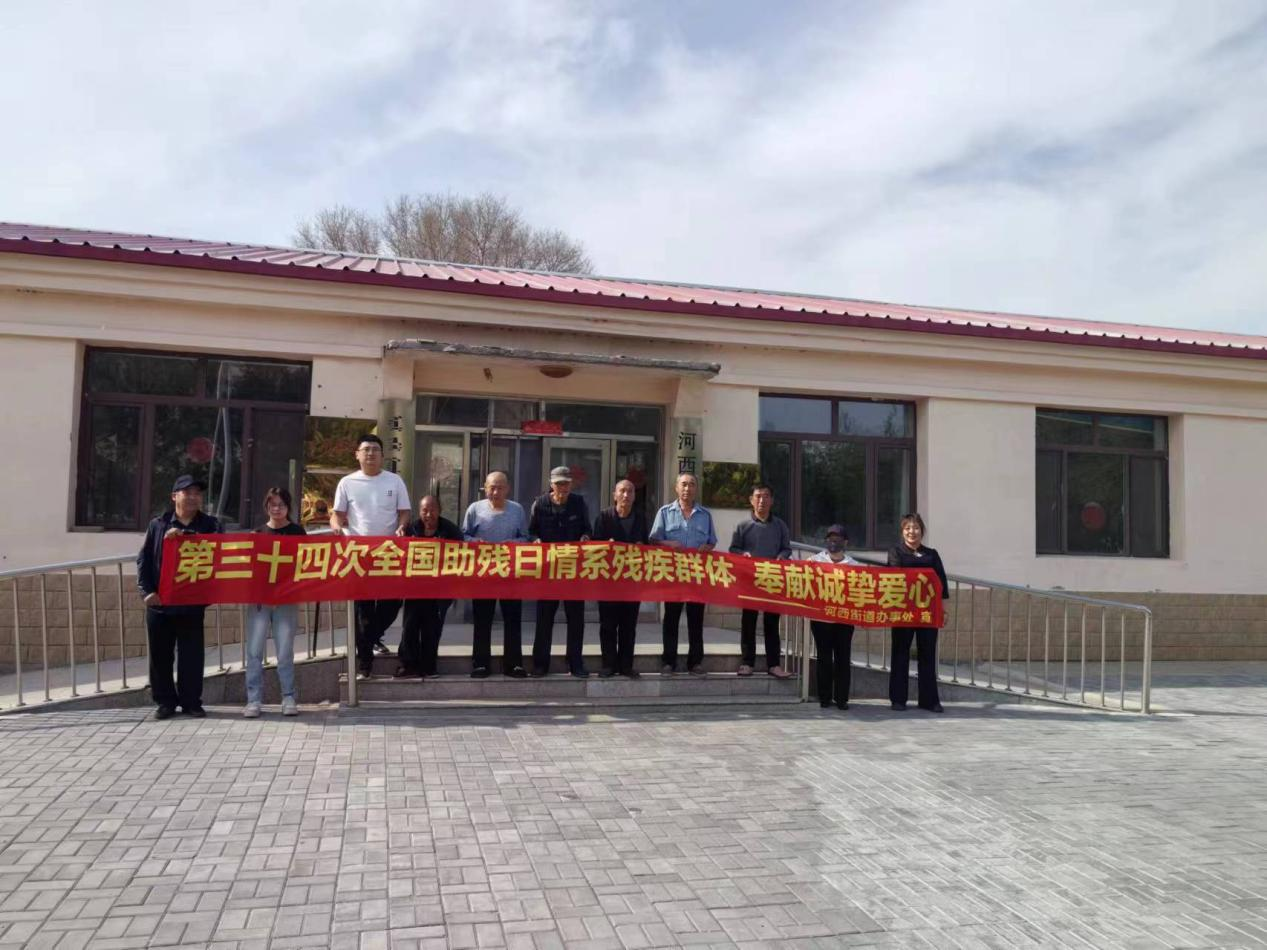 第三十四次全国助残日情系残疾群体 奉献诚挚爱心
河西街道办事处 宣
河西